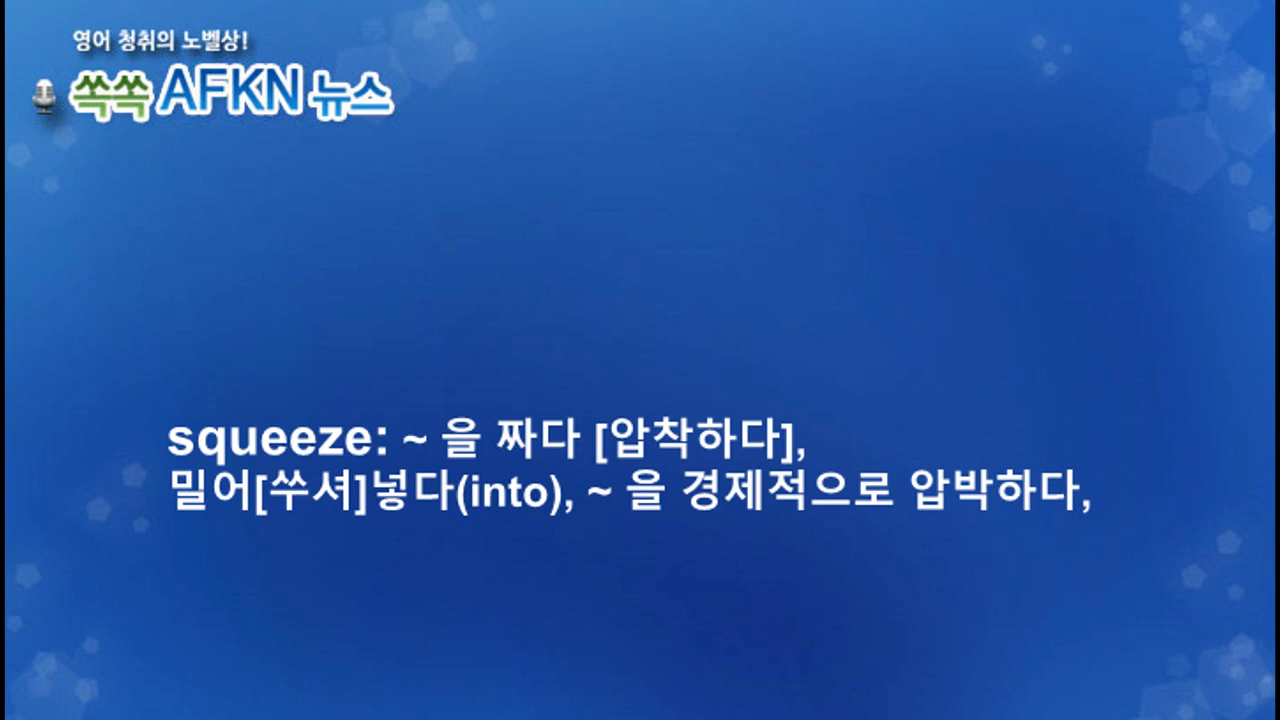 영어 청취의 노벨상!
쏙쏙 AFKN 뉴스
squeeze: ~ 을 짜다 [압착하다],
밀어[쑤셔]넣다(into), ~ 을 경제적으로 압박하다,